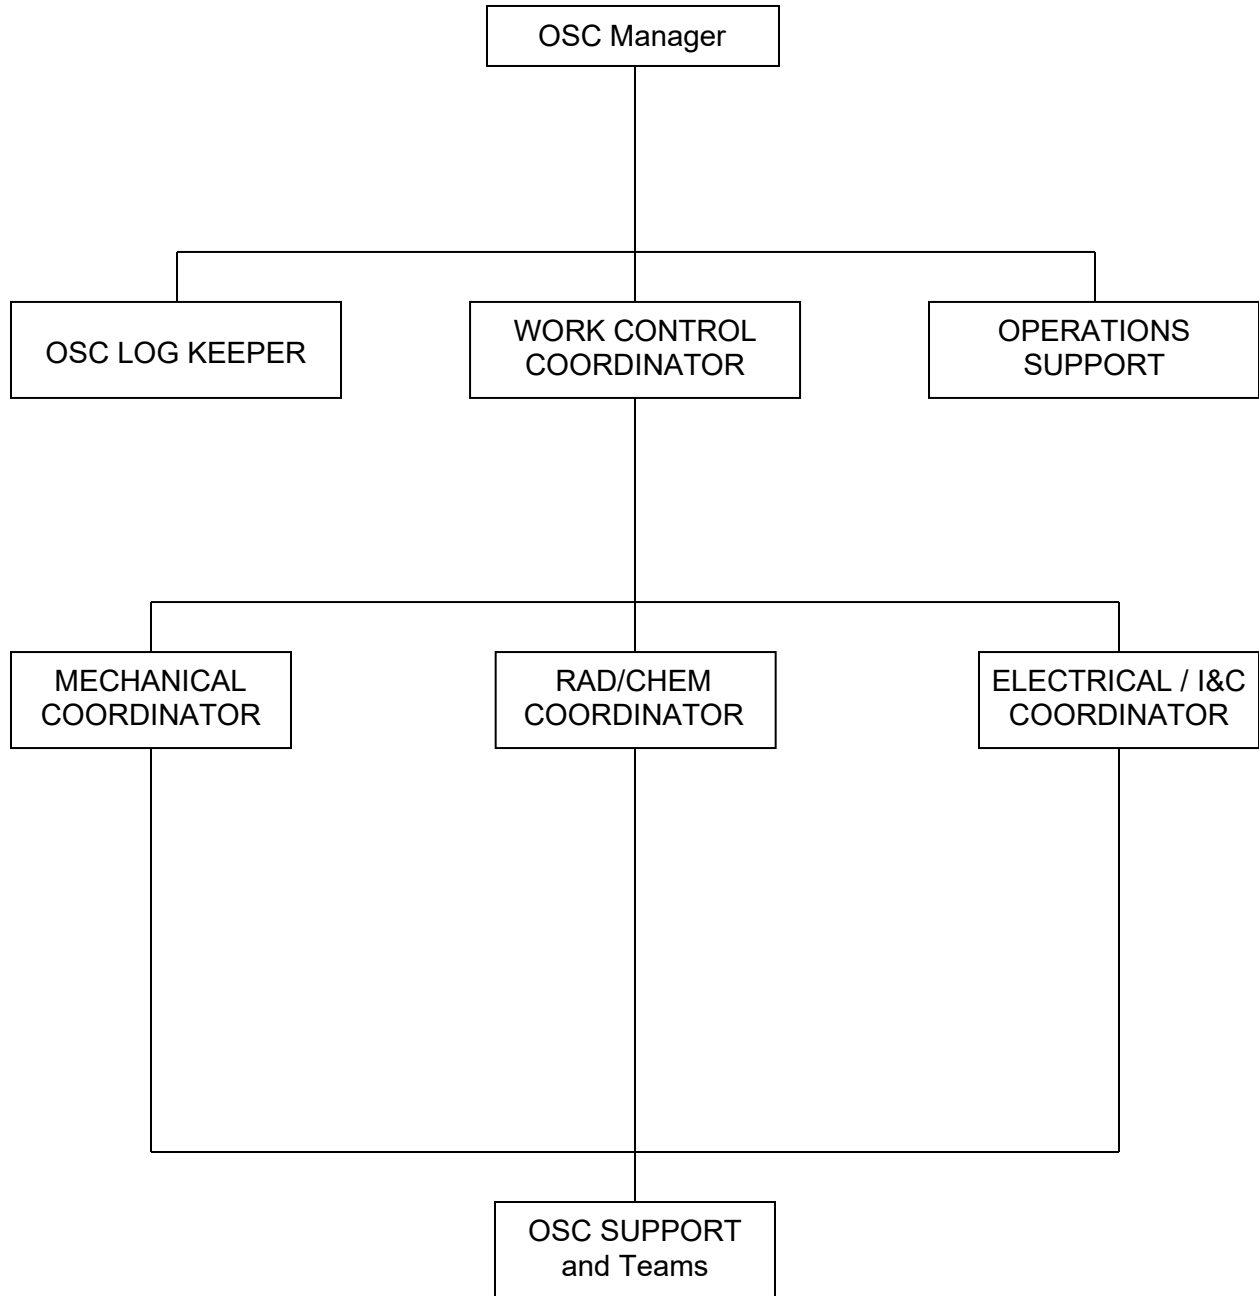 OSC Manager
OSC LOG KEEPER
WORK CONTROL
COORDINATOR
OPERATIONS
SUPPORT
MECHANICAL
COORDINATOR
RAD/CHEM
COORDINATOR
ELECTRICAL / I&C
COORDINATOR
OSC SUPPORT
and Teams